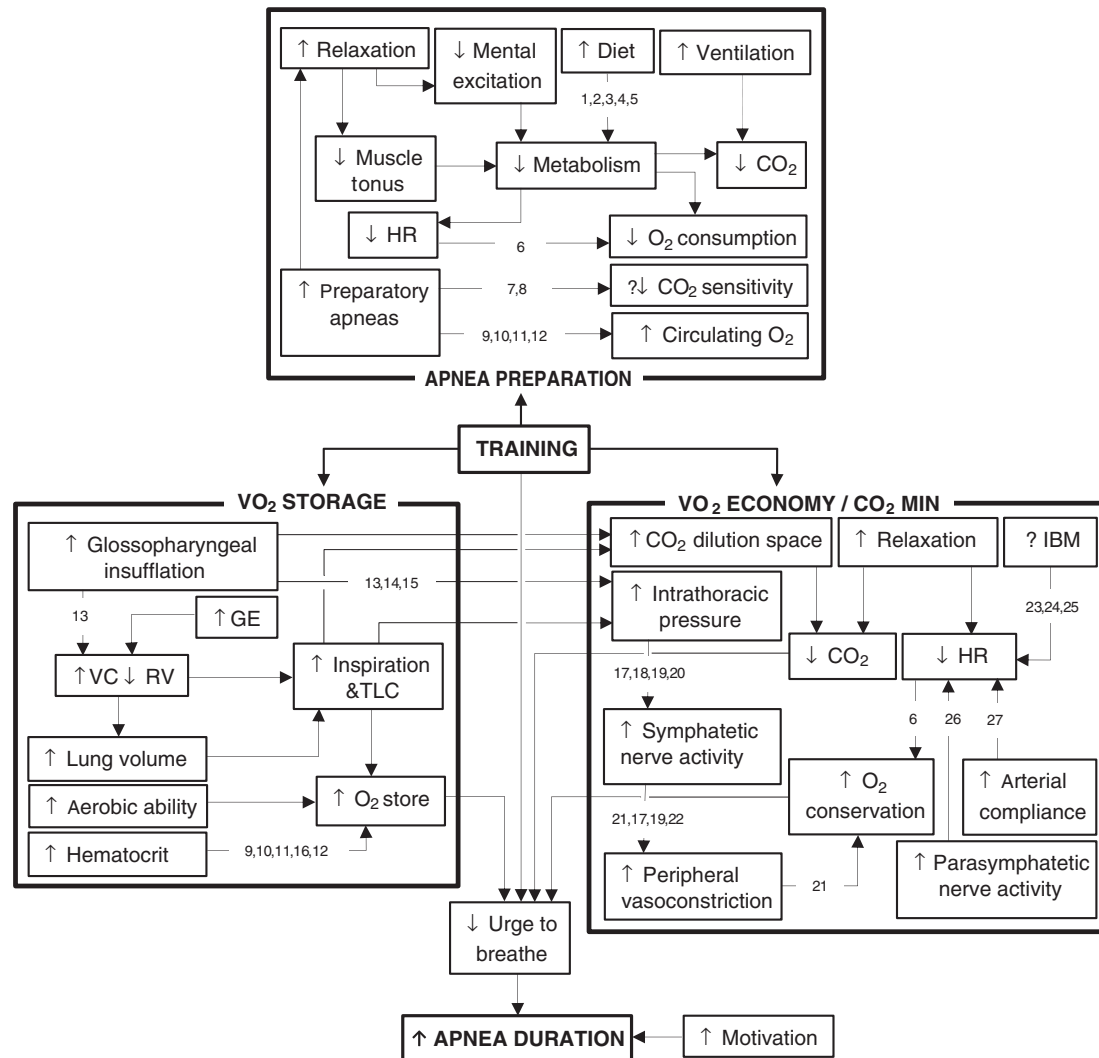 ↑ Relaxation
↓ Mental
excitation
↑ Diet
↑ Ventilation
1,2,3,4,5
↓ Muscle
tonus
↓ Metabolism
↓ CO₂
↓ HR
6
↓ O₂ consumption
↑ Preparatory
apneas
7,8
?↓ CO₂ sensitivity
9,10,11,12
↑ Circulating O₂
APNEA PREPARATION
TRAINING
VO₂ STORAGE
↑ Glossopharyngeal
insufflation
13,14,15
13
↑ GE
↑VC↓ RV
↑ Inspiration
&TLC
↑ Lung volume
↑ Aerobic ability
↑ O₂ store
↑ Hematocrit
9,10,11,16,12
VO₂ ECONOMY / CO₂ MIN
↑ CO₂ dilution space
↑ Relaxation
? IBM
↑ Intrathoracic
pressure
23,24,25
↓ CO₂
↓ HR
17,18,19,20
6
26
27
↑ Symphatetic
nerve activity
↑ O₂
conservation
↑ Arterial
compliance
21,17,19,22
↑ Peripheral
vasoconstriction
21
↑ Parasymphatetic
nerve activity
↓ Urge to
breathe
↑ APNEA DURATION
↑ Motivation